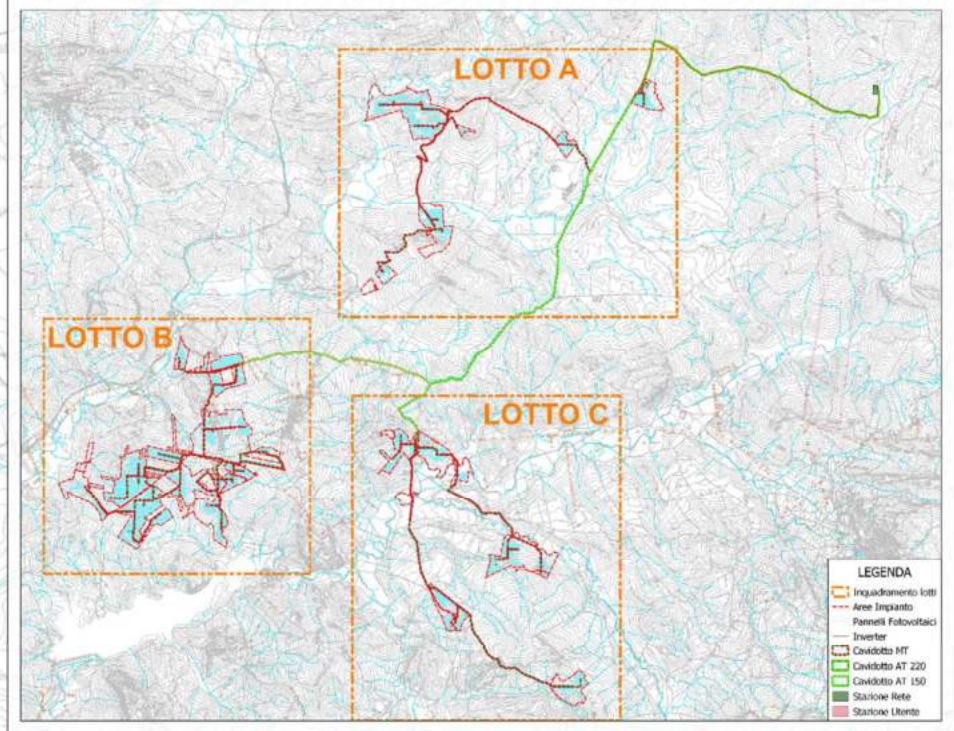 LOTTO A
LOTTO B
LOTTO C
LEGENDA
Inquadramento lotti
Aree Impianto
Pannelli Fotovoltaici
Inverter
Cavidotto MT
Cavidotto AT 220
Cavidotto AT 150
Stazione Rete
Stazione Utente